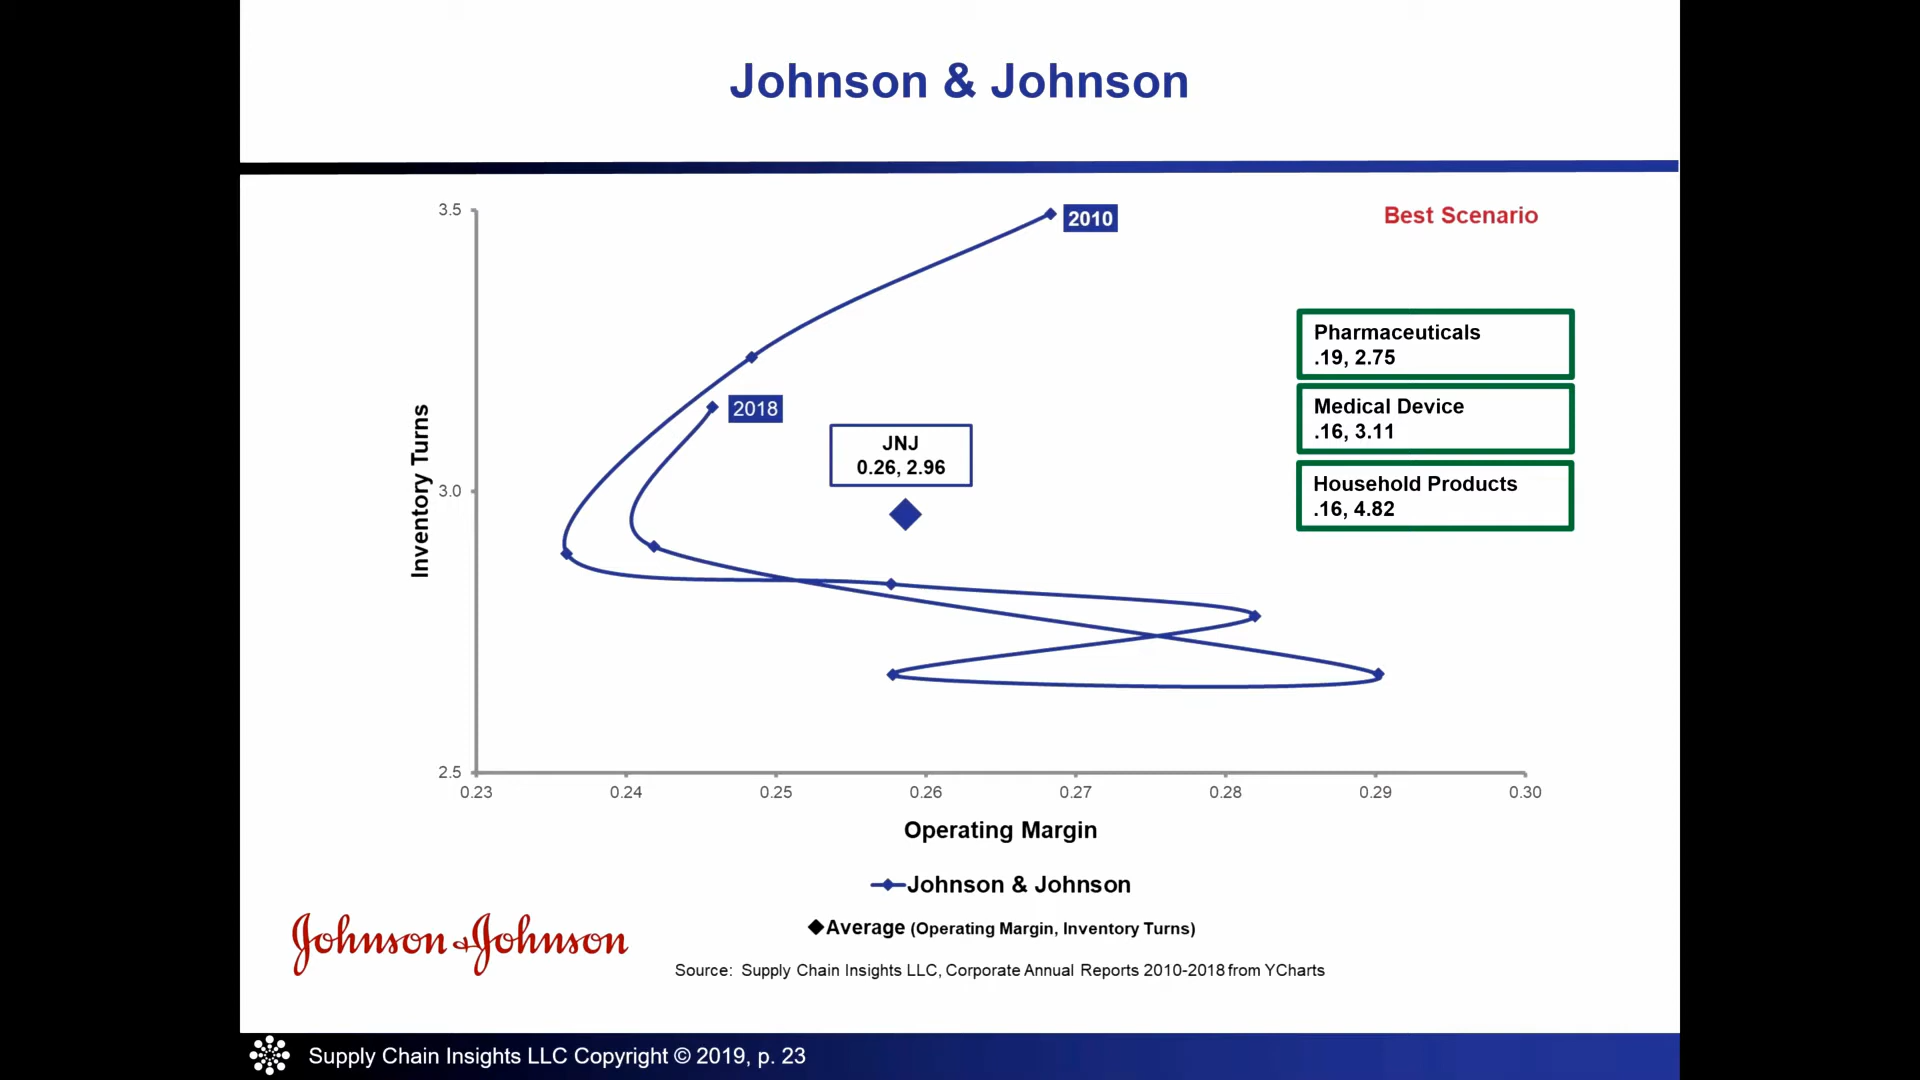 Johnson & Johnson
3.5
2010
Best Scenario
Pharmaceuticals
.19, 2.75
2018
Medical Device
.16, 3.11
JNJ
0.26, 2.96
Household Products
.16, 4.82
Inventory Turns
3.0
2.5
0.23 0.24 0.25 0.26 0.27 0.28 0.29 0.30
Operating Margin
Johnson & Johnson
Average (Operating Margin, Inventory Turns)
Johnson & Johnson
Source: Supply Chain Insights LLC, Corporate Annual Reports 2010-2018 from YCharts
Supply Chain Insights LLC Copyright © 2019, p. 23